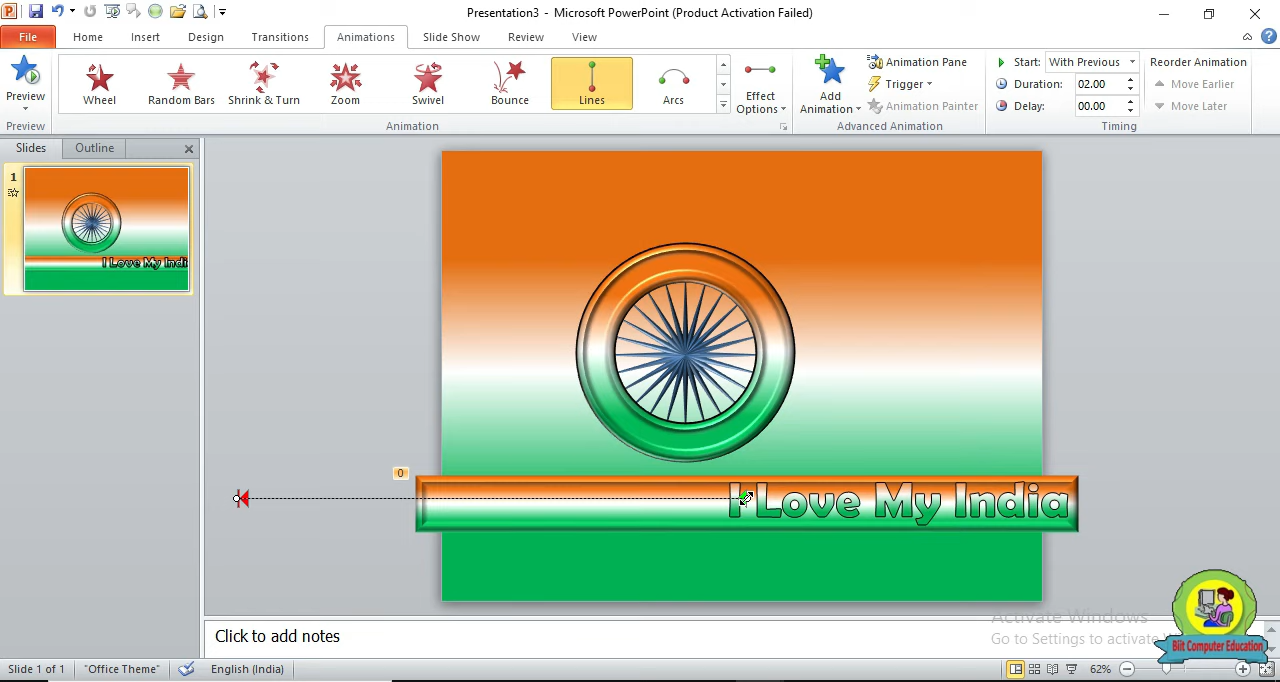 Presentation3 - Microsoft PowerPoint (Product Activation Failed)
File Home Insert Design Transitions Animations Slide Show Review View
Preview
Wheel Random Bars Shrink & Turn Zoom Swivel Bounce Lines Arcs
Effect Options
Add Animation
Animation Pane
Trigger
Animation Painter
Start: With Previous
Duration: 02.00
Delay: 00.00
Reorder Animation
Move Earlier
Move Later
Preview Animation Advanced Animation Timing
Slides Outline
1
I Love My Indi
0
I Love My India
Activate Windows
Go to Settings to activate
Click to add notes
Biit Computer Education
Slide 1 of 1 "Office Theme" English (India) 62%